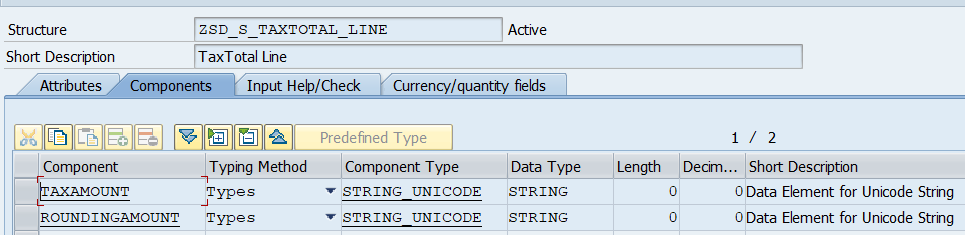 Structure ZSD_S_TAXTOTAL_LINE Active
Short Description TaxTotal Line
Attributes Components Input Help/Check Currency/quantity fields
Predefined Type 1 / 2
Component Typing Method Component Type Data Type Length Decim... Short Description
TAXAMOUNT Types STRING_UNICODE STRING 0 0 Data Element for Unicode String
ROUNDINGAMOUNT Types STRING_UNICODE STRING 0 0 Data Element for Unicode String